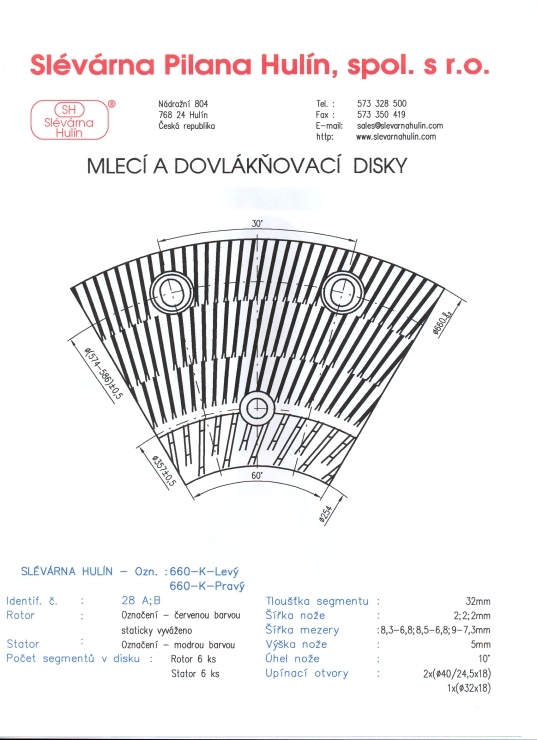 Slévárna Pilana Hulín, spol. s r.o.
SH
Slévárna
Hulín
®
Nádražní 804
768 24 Hulín
Česká republika
Tel. : 573 328 500
Fax : 573 350 419
E-mail: sales@slevarnahulin.com
http: www.slevarnahulin.com
MLECÍ A DOVLÁKŇOVACÍ DISKY
30°
ø660
ø(574-586)±0,5
ø357±0,5
60°
ø254
SLÉVÁRNA HULÍN – Ozn. :660-K-Levý
660-K-Pravý
Identif. č. : 28 A;B
Rotor : Označení – červenou barvou
staticky vyváženo
Stator : Označení – modrou barvou
Počet segmentů v disku : Rotor 6 ks
Stator 6 ks
Tloušťka segmentu : 32mm
Šířka nože : 2;2;2mm
Šířka mezery :8,3-6,8;8,5-6,8;9-7,3mm
Výška nože : 5mm
Úhel nože : 10°
Upínací otvory : 2x(ø40/24,5x18)
1x(ø32x18)